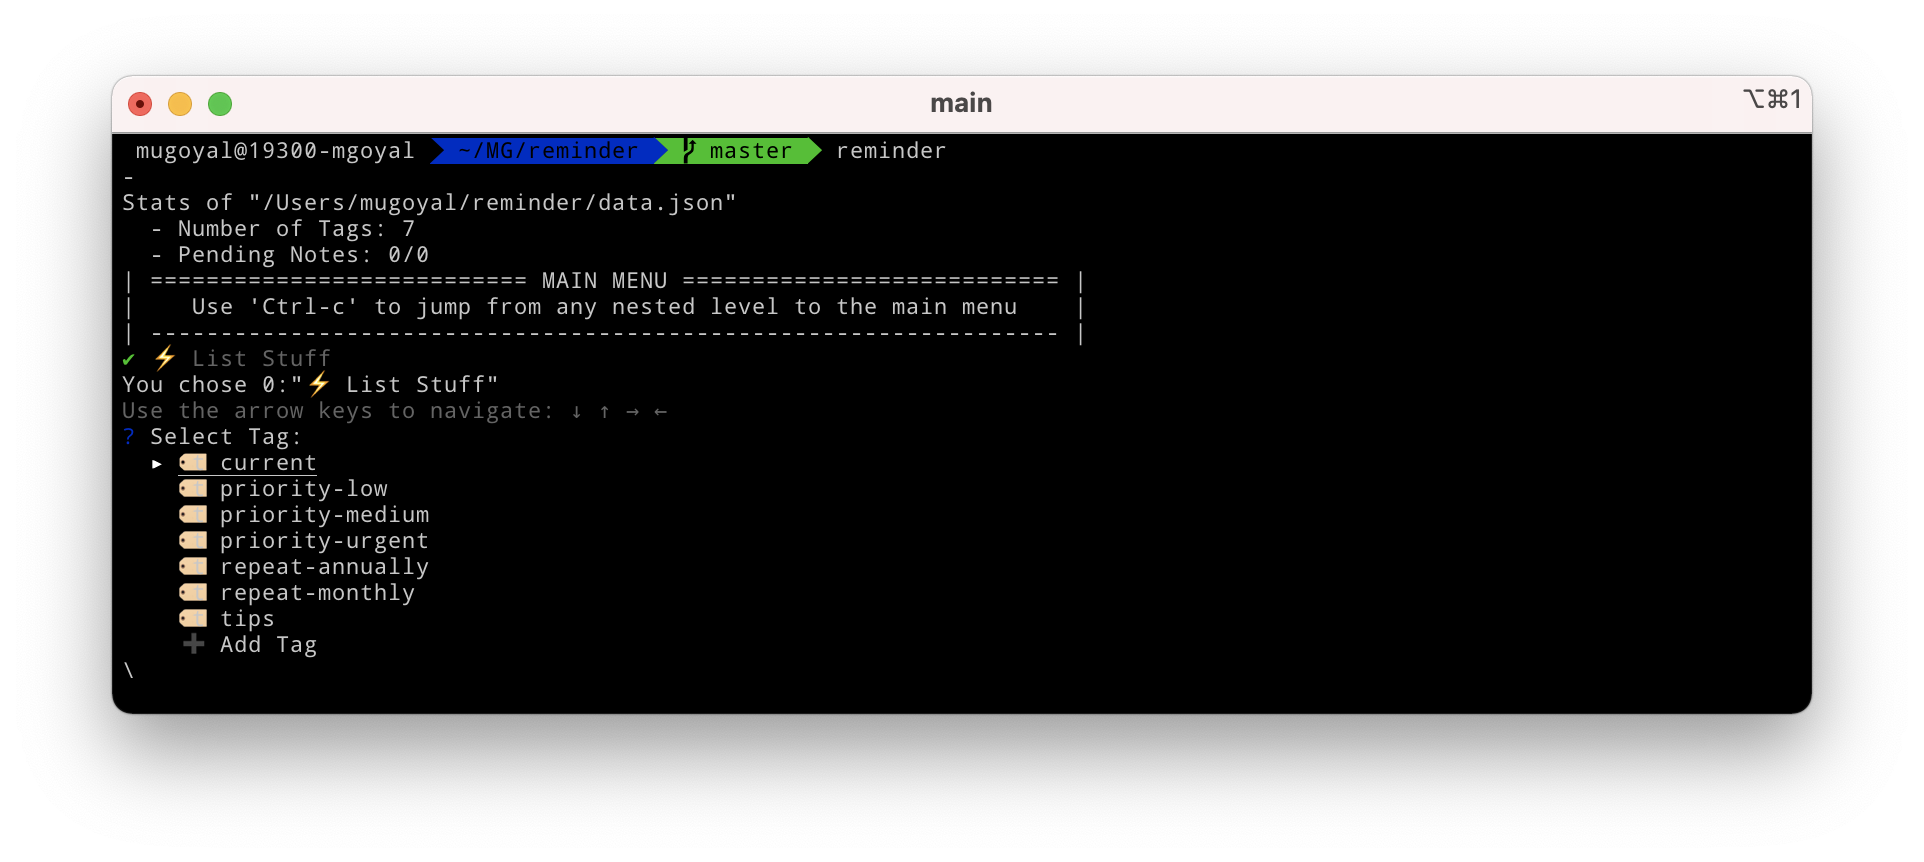 main
⌥⌘1
mugoyal@19300-mgoyal ~/MG/reminder master reminder
-
Stats of "/Users/mugoyal/reminder/data.json"
  - Number of Tags: 7
  - Pending Notes: 0/0
| =========================== MAIN MENU =========================== |
|    Use 'Ctrl-c' to jump from any nested level to the main menu    |
| ----------------------------------------------------------------- |
✔ ⚡ List Stuff
You chose 0:"⚡ List Stuff"
Use the arrow keys to navigate: ↓ ↑ → ←
? Select Tag:
▸ current
priority-low
priority-medium
priority-urgent
repeat-annually
repeat-monthly
tips
➕ Add Tag
\